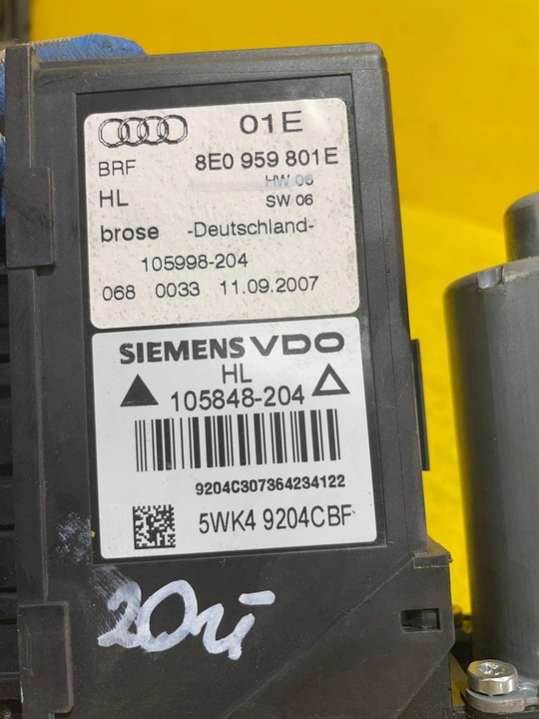 01E
BRF 8E0 959 801E
HW 06
HL SW 06
brose -Deutschland-
105998-204
068 0033 11.09.2007
SIEMENS VDO
HL
105848-204
9204C307364234122
5WK4 9204CBF